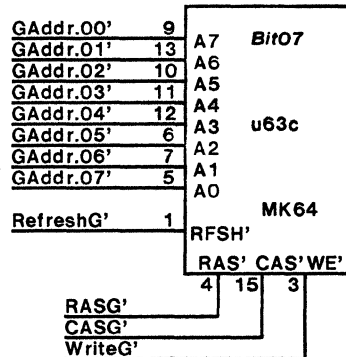 GAddr.00' 9 A7 Bit07
GAddr.01' 13 A6
GAddr.02' 10 A5
GAddr.03' 11 A4
GAddr.04' 12 A3 u63c
GAddr.05' 6 A2
GAddr.06' 7 A1
GAddr.07' 5 A0
MK64
RefreshG' 1 RFSH'
RAS' CAS' WE'
4 15 3
RASG'
CASG'
WriteG'